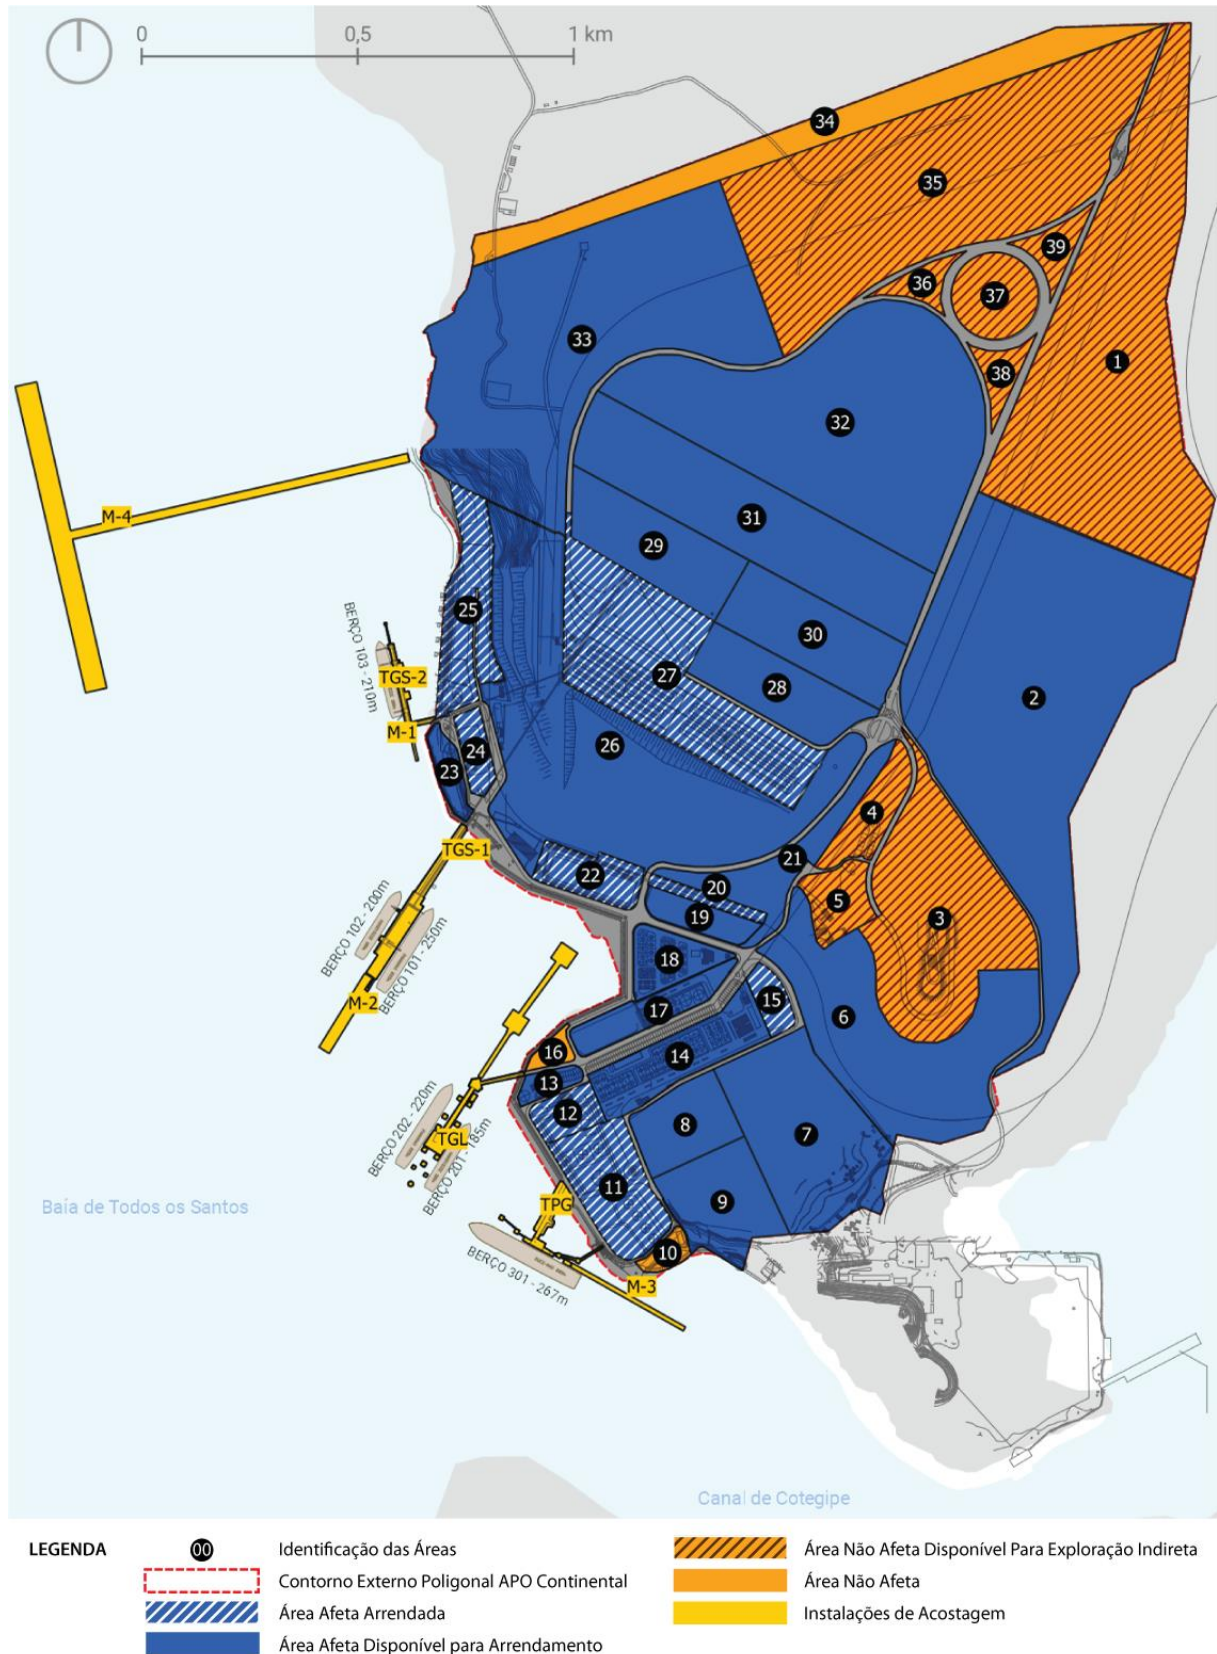 0 0,5 1 km
34
35
39
36
37
33
38
1
32
M-4
31
29
25
30
27
2
28
BERÇO 103 - 210m
TGS-2
M-1
26
24
23
4
TGS-1
21
22
20
5
19
3
BERÇO 102 - 200m
BERÇO 101 - 250m
18
M-2
15
17
6
16
14
13
12
8
7
BERÇO 202 - 220m
TGL
BERÇO 201 - 185m
11
9
TPG
Baía de Todos os Santos
10
BERÇO 301 - 267m
M-3
Canal de Cotegipe
LEGENDA
00 Identificação das Áreas
Contorno Externo Poligonal APO Continental
Área Afeta Arrendada
Área Afeta Disponível para Arrendamento
Área Não Afeta Disponível Para Exploração Indireta
Área Não Afeta
Instalações de Acostagem